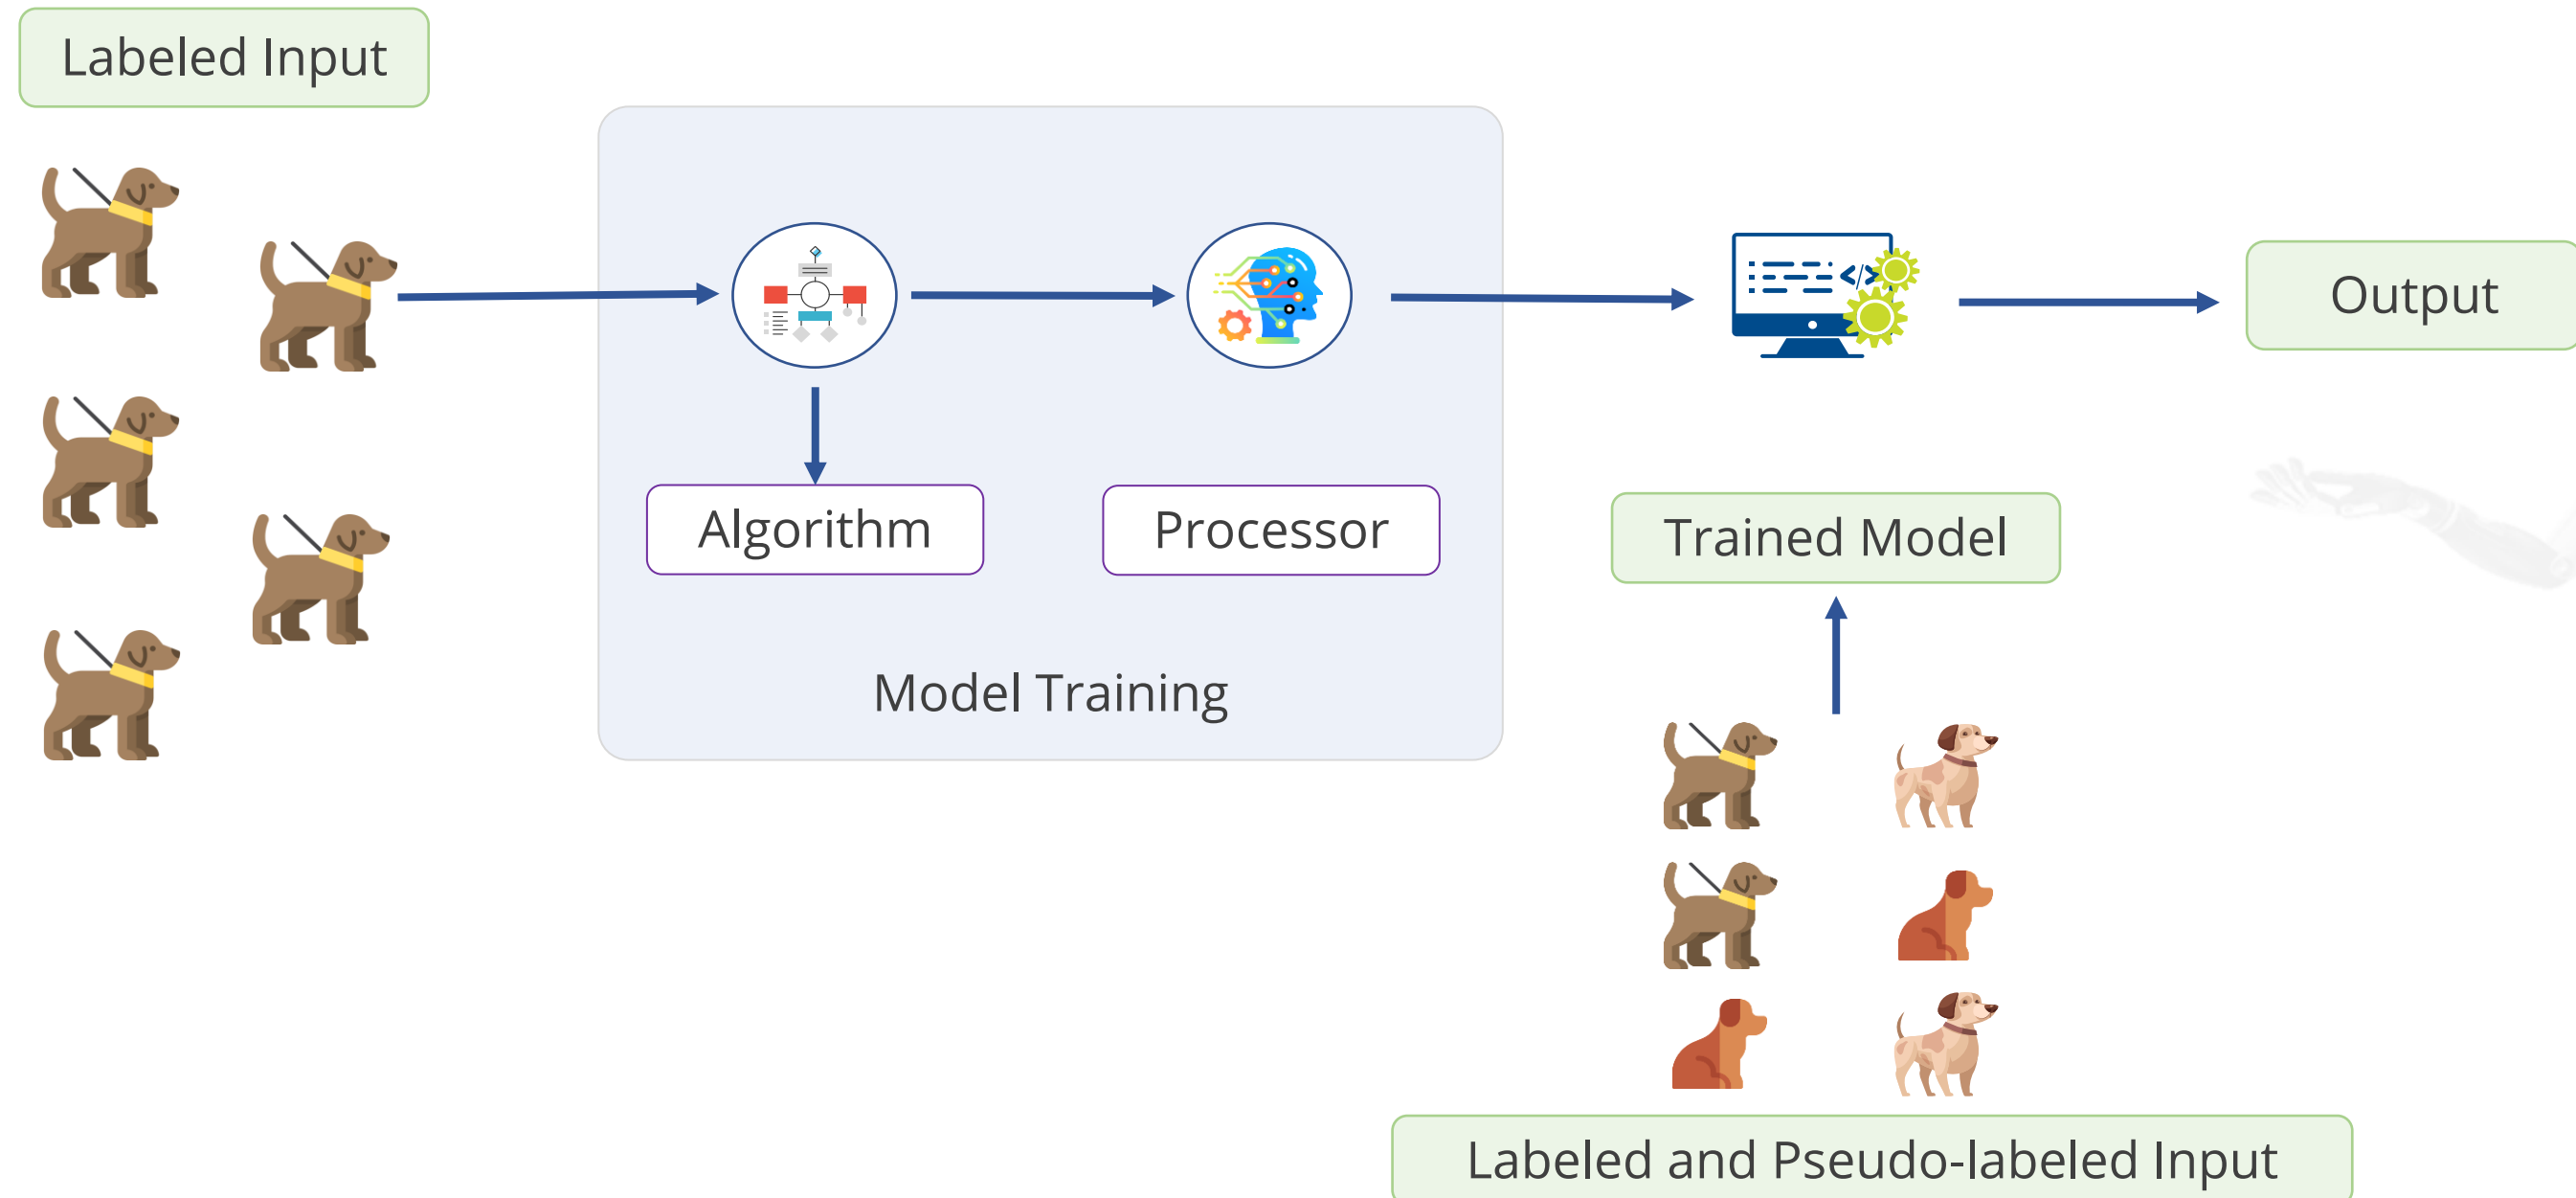 Labeled Input
Algorithm
Processor
Model Training
Trained Model
Output
Labeled and Pseudo-labeled Input